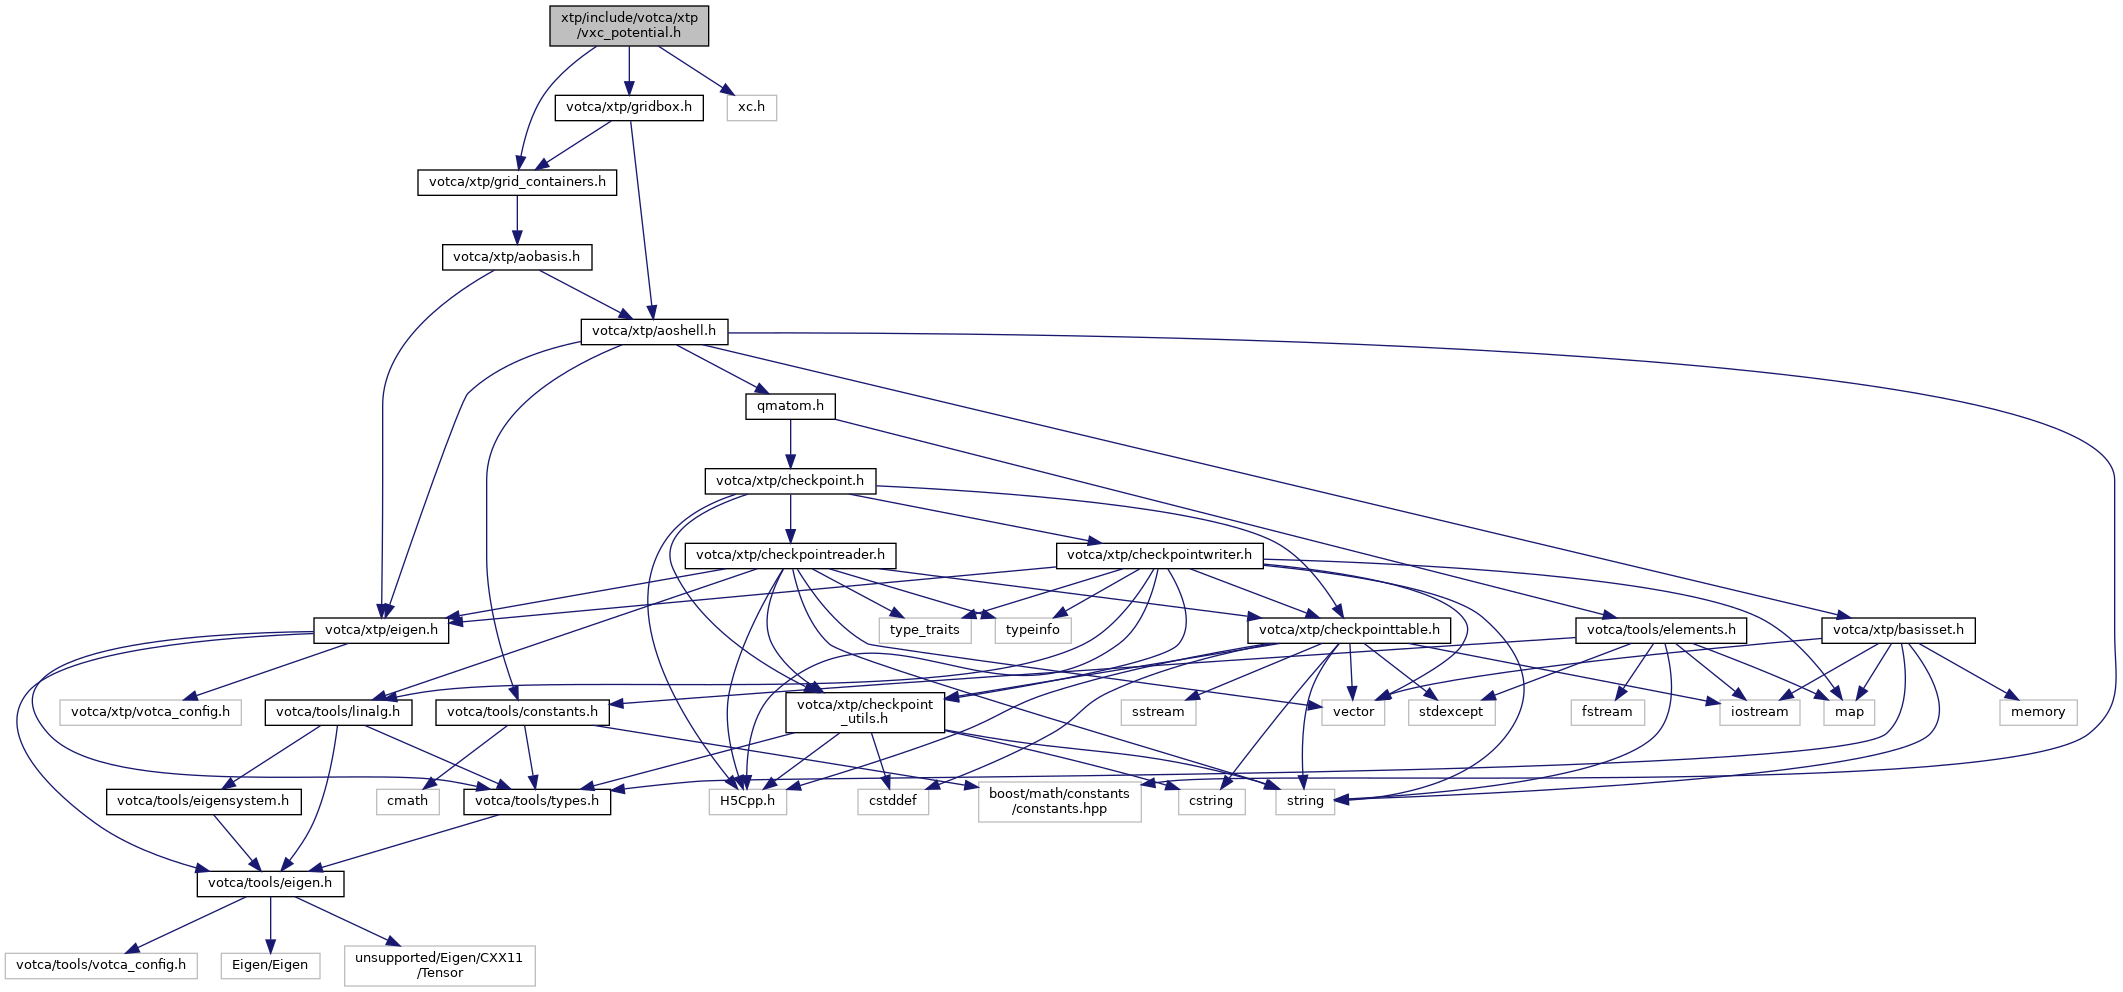 xtp/include/votca/xtp
/vxc_potential.h
votca/xtp/gridbox.h
xc.h
votca/xtp/grid_containers.h
votca/xtp/aobasis.h
votca/xtp/aoshell.h
qmatom.h
votca/xtp/checkpoint.h
votca/xtp/checkpointreader.h
votca/xtp/checkpointwriter.h
votca/xtp/eigen.h
type_traits
typeinfo
votca/xtp/checkpointtable.h
votca/tools/elements.h
votca/xtp/basisset.h
votca/xtp/votca_config.h
votca/tools/linalg.h
votca/tools/constants.h
votca/xtp/checkpoint
_utils.h
sstream
vector
stdexcept
fstream
iostream
map
memory
votca/tools/eigensystem.h
cmath
votca/tools/types.h
H5Cpp.h
cstddef
boost/math/constants
/constants.hpp
cstring
string
votca/tools/eigen.h
votca/tools/votca_config.h
Eigen/Eigen
unsupported/Eigen/CXX11
/Tensor